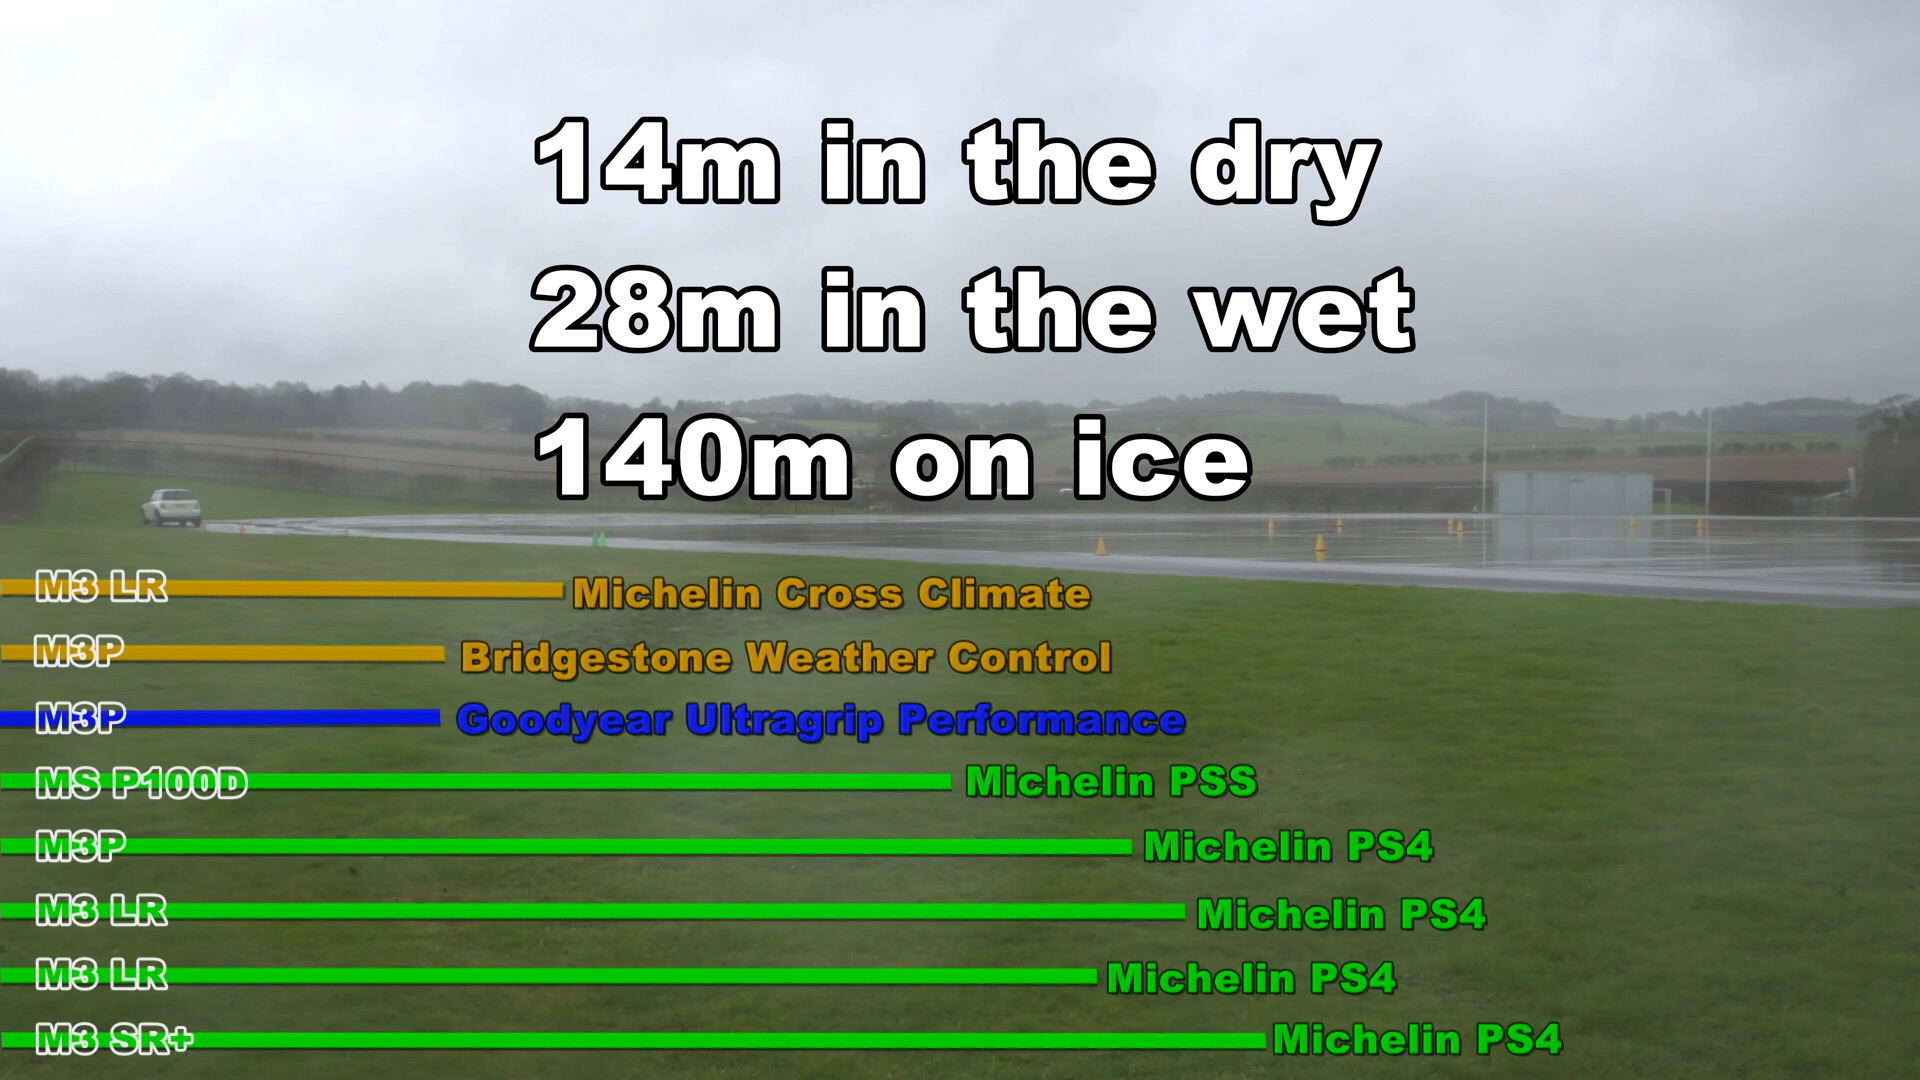 14m in the dry
28m in the wet
140m on ice
M3 LR Michelin Cross Climate
M3P Bridgestone Weather Control
M3P Goodyear Ultragrip Performance
MS P100D Michelin PSS
M3P Michelin PS4
M3 LR Michelin PS4
M3 LR Michelin PS4
M3 SR+ Michelin PS4